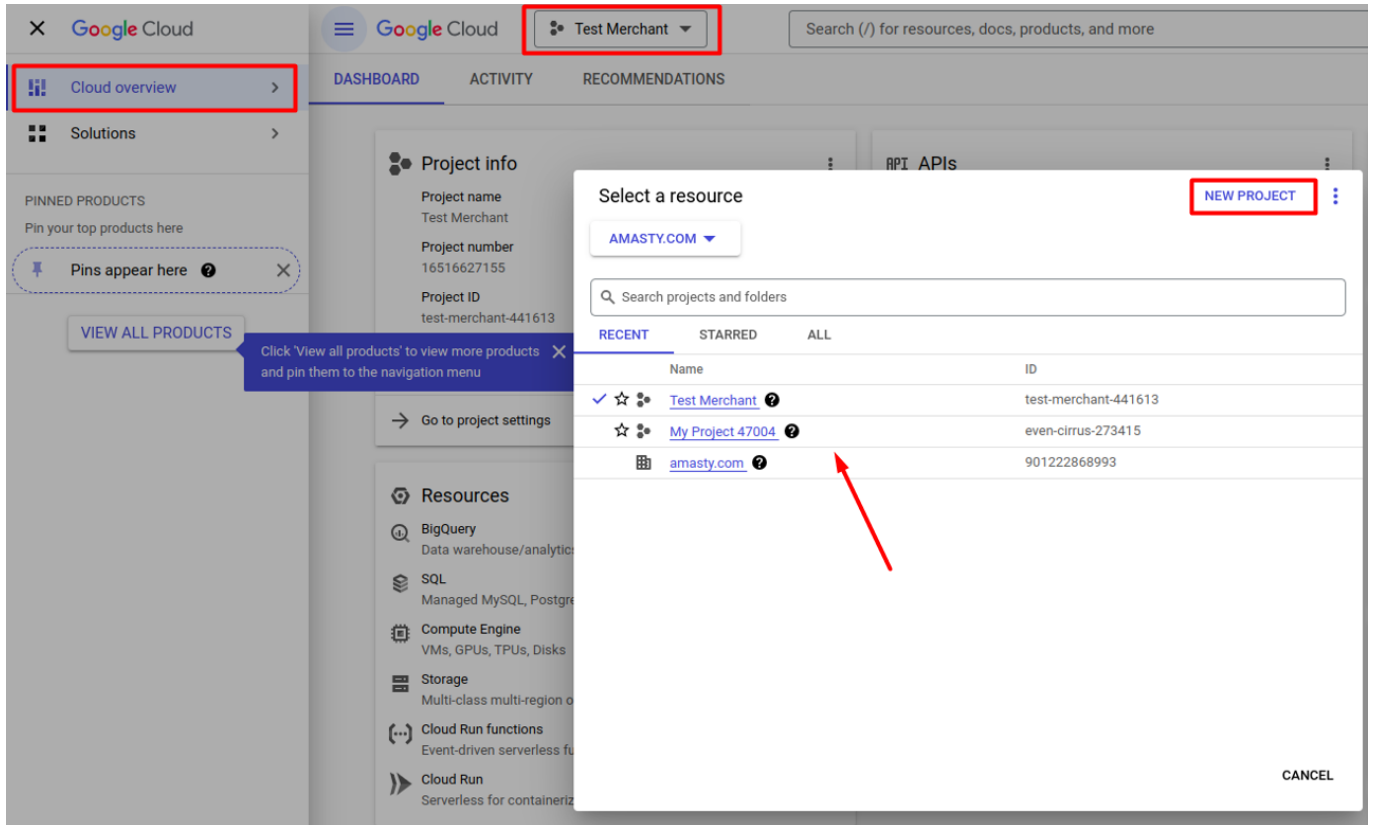 Google Cloud
Cloud overview
Solutions
PINNED PRODUCTS
Pin your top products here
Pins appear here
VIEW ALL PRODUCTS
Click 'View all products' to view more products
and pin them to the navigation menu
Google Cloud
Test Merchant
Search (/) for resources, docs, products, and more
DASHBOARD
ACTIVITY
RECOMMENDATIONS
Project info
Project name
Test Merchant
Project number
16516627155
Project ID
test-merchant-441613
Go to project settings
Resources
BigQuery
Data warehouse/analytics
SQL
Managed MySQL, Postgre
Compute Engine
VMs, GPUs, TPUs, Disks
Storage
Multi-class multi-region o
Cloud Run functions
Event-driven serverless fu
Cloud Run
Serverless for containeriz
API APIs
Select a resource
NEW PROJECT
AMASTY.COM
Search projects and folders
RECENT
STARRED
ALL
Name ID
Test Merchant test-merchant-441613
My Project 47004 even-cirrus-273415
amasty.com 901222868993
CANCEL